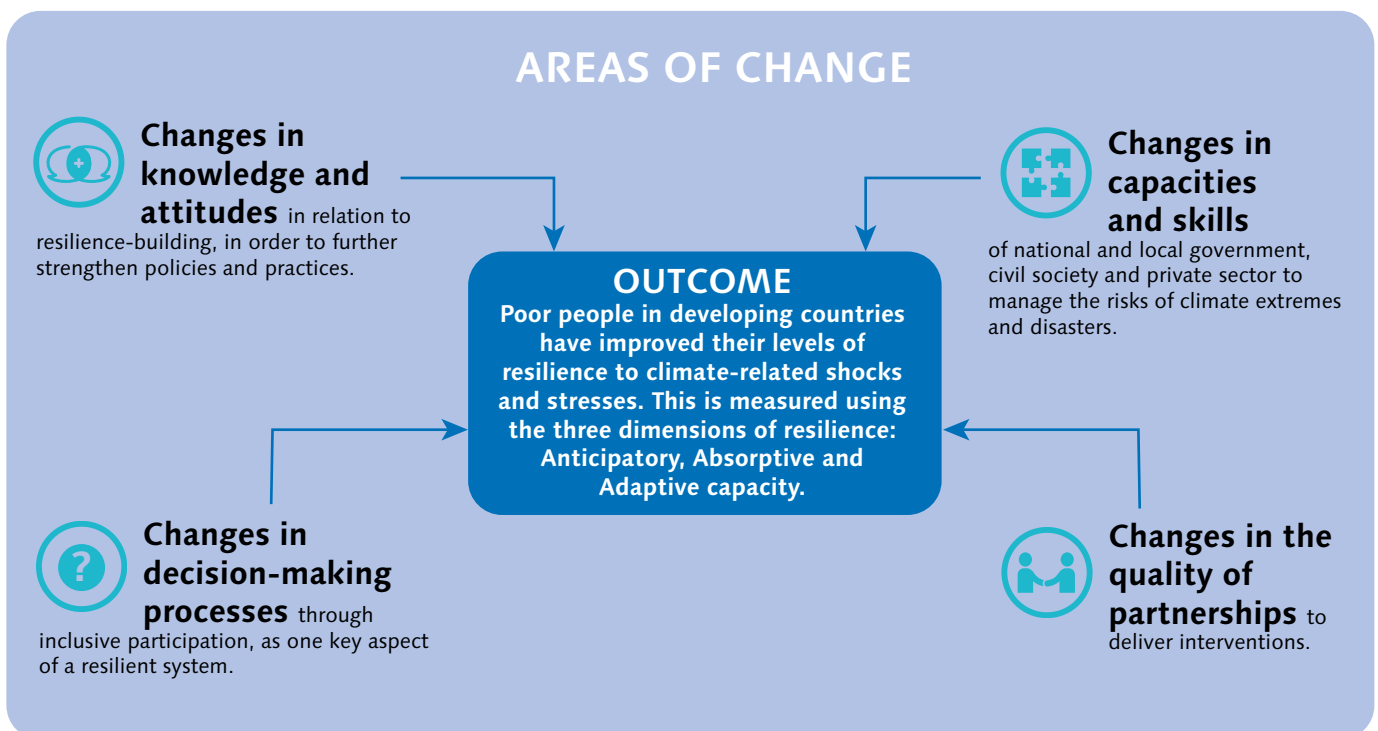 AREAS OF CHANGE
Changes in
knowledge and
attitudes in relation to
resilience-building, in order to further
strengthen policies and practices.
Changes in
capacities
and skills
of national and local government,
civil society and private sector to
manage the risks of climate extremes
and disasters.
OUTCOME
Poor people in developing countries
have improved their levels of
resilience to climate-related shocks
and stresses. This is measured using
the three dimensions of resilience:
Anticipatory, Absorptive and
Adaptive capacity.
?
Changes in
decision-making
processes through
inclusive participation, as one key aspect
of a resilient system.
Changes in the
quality of
partnerships to
deliver interventions.